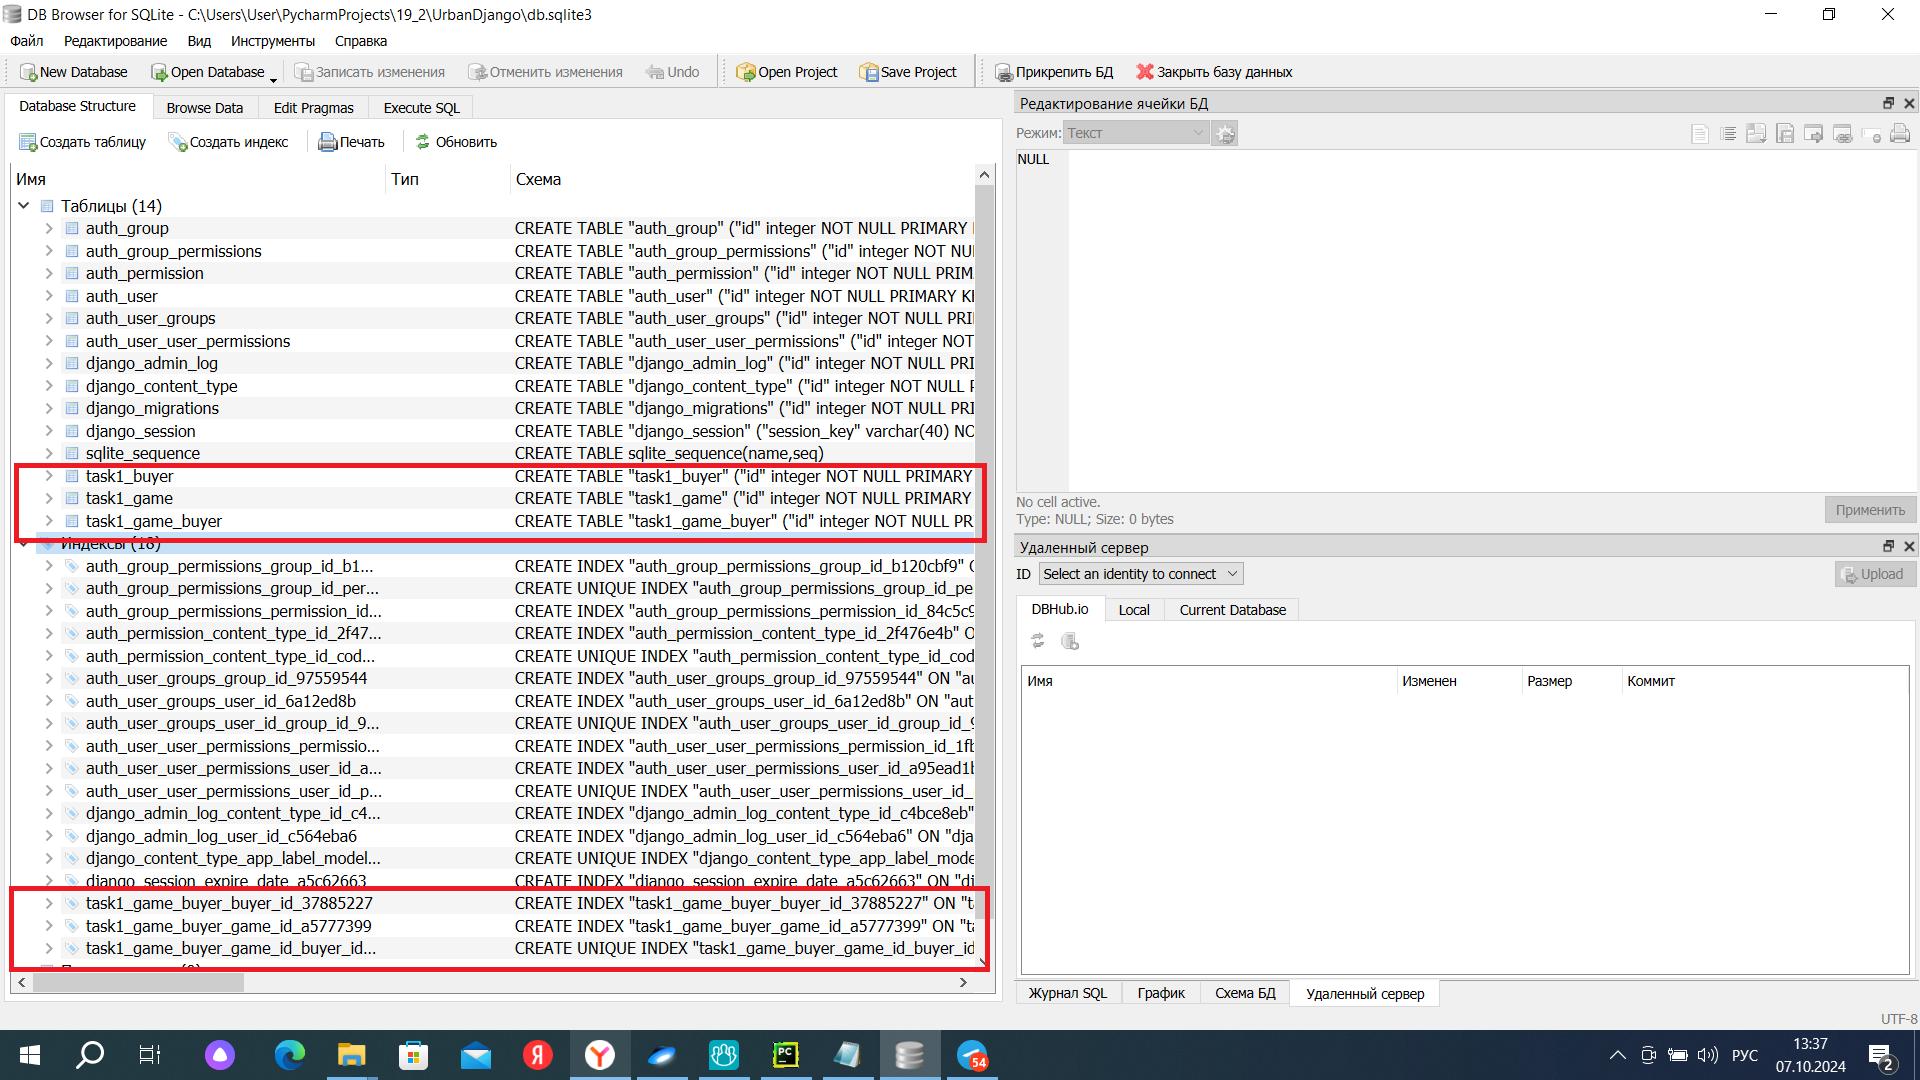 DB Browser for SQLite - C:\Users\User\PycharmProjects\19_2\UrbanDjango\db.sqlite3
Файл Редактирование Вид Инструменты Справка
New Database Open Database Записать изменения Отменить изменения Undo Open Project Save Project Прикрепить БД Закрыть базу данных
Database Structure Browse Data Edit Pragmas Execute SQL
Создать таблицу Создать индекс Печать Обновить
Имя Тип Схема
Таблицы (14)
auth_group CREATE TABLE "auth_group" ("id" integer NOT NULL PRIMARY
auth_group_permissions CREATE TABLE "auth_group_permissions" ("id" integer NOT NU
auth_permission CREATE TABLE "auth_permission" ("id" integer NOT NULL PRIM
auth_user CREATE TABLE "auth_user" ("id" integer NOT NULL PRIMARY K
auth_user_groups CREATE TABLE "auth_user_groups" ("id" integer NOT NULL PRI
auth_user_user_permissions CREATE TABLE "auth_user_user_permissions" ("id" integer NOT
django_admin_log CREATE TABLE "django_admin_log" ("id" integer NOT NULL PRI
django_content_type CREATE TABLE "django_content_type" ("id" integer NOT NULL P
django_migrations CREATE TABLE "django_migrations" ("id" integer NOT NULL PRI
django_session CREATE TABLE "django_session" ("session_key" varchar(40) NO
sqlite_sequence CREATE TABLE sqlite_sequence(name,seq)
task1_buyer CREATE TABLE "task1_buyer" ("id" integer NOT NULL PRIMARY
task1_game CREATE TABLE "task1_game" ("id" integer NOT NULL PRIMARY
task1_game_buyer CREATE TABLE "task1_game_buyer" ("id" integer NOT NULL PR
Индексы (18)
auth_group_permissions_group_id_b1... CREATE INDEX "auth_group_permissions_group_id_b120cbf9" O
auth_group_permissions_group_id_per... CREATE UNIQUE INDEX "auth_group_permissions_group_id_pe
auth_group_permissions_permission_id... CREATE INDEX "auth_group_permissions_permission_id_84c5c9
auth_permission_content_type_id_2f47... CREATE INDEX "auth_permission_content_type_id_2f476e4b" O
auth_permission_content_type_id_cod... CREATE UNIQUE INDEX "auth_permission_content_type_id_cod
auth_user_groups_group_id_97559544 CREATE INDEX "auth_user_groups_group_id_97559544" ON "au
auth_user_groups_user_id_6a12ed8b CREATE INDEX "auth_user_groups_user_id_6a12ed8b" ON "aut
auth_user_groups_user_id_group_id_9... CREATE UNIQUE INDEX "auth_user_groups_user_id_group_id_9
auth_user_user_permissions_permissio... CREATE INDEX "auth_user_user_permissions_permission_id_1fb
auth_user_user_permissions_user_id_a... CREATE INDEX "auth_user_user_permissions_user_id_a95ead1b
auth_user_user_permissions_user_id_p... CREATE UNIQUE INDEX "auth_user_user_permissions_user_id_
django_admin_log_content_type_id_c4... CREATE INDEX "django_admin_log_content_type_id_c4bce8eb"
django_admin_log_user_id_c564eba6 CREATE INDEX "django_admin_log_user_id_c564eba6" ON "dja
django_content_type_app_label_model... CREATE UNIQUE INDEX "django_content_type_app_label_mode
django_session_expire_date_a5c62663 CREATE INDEX "django_session_expire_date_a5c62663" ON "dj
task1_game_buyer_buyer_id_37885227 CREATE INDEX "task1_game_buyer_buyer_id_37885227" ON "ta
task1_game_buyer_game_id_a5777399 CREATE INDEX "task1_game_buyer_game_id_a5777399" ON "ta
task1_game_buyer_game_id_buyer_id... CREATE UNIQUE INDEX "task1_game_buyer_game_id_buyer_id
Редактирование ячейки БД
Режим: Текст
NULL
No cell active.
Type: NULL; Size: 0 bytes
Применить
Удаленный сервер
ID Select an identity to connect Upload
DBHub.io Local Current Database
Имя Изменен Размер Коммит
Журнал SQL График Схема БД Удаленный сервер
UTF-8
Я Y PC 54 РУС 13:37
07.10.2024 2